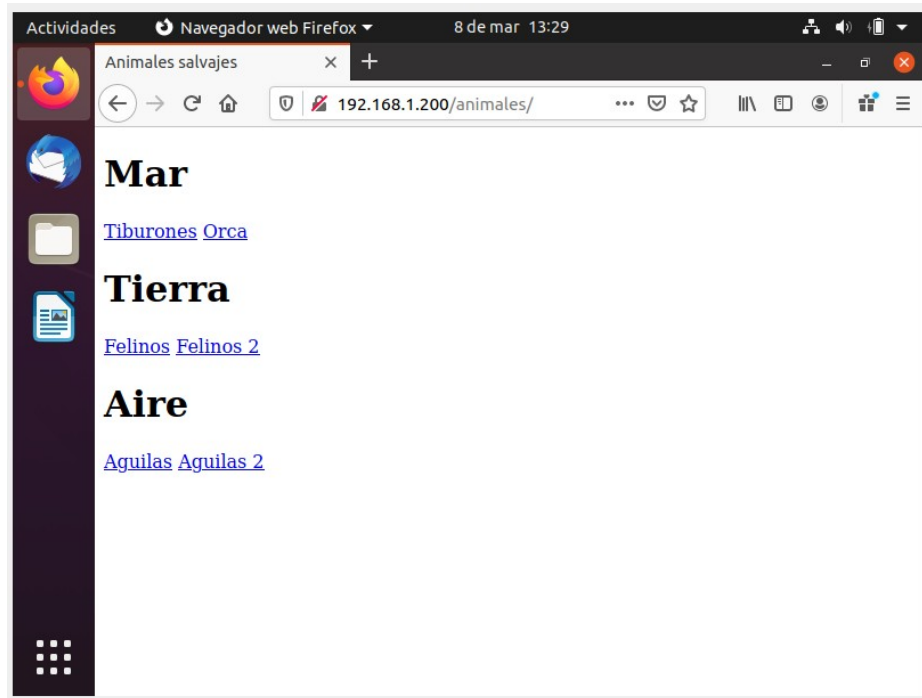 Actividades Navegador web Firefox 8 de mar 13:29
Animales salvajes
192.168.1.200/animales/
Mar
Tiburones Orca
Tierra
Felinos Felinos 2
Aire
Aguilas Aguilas 2